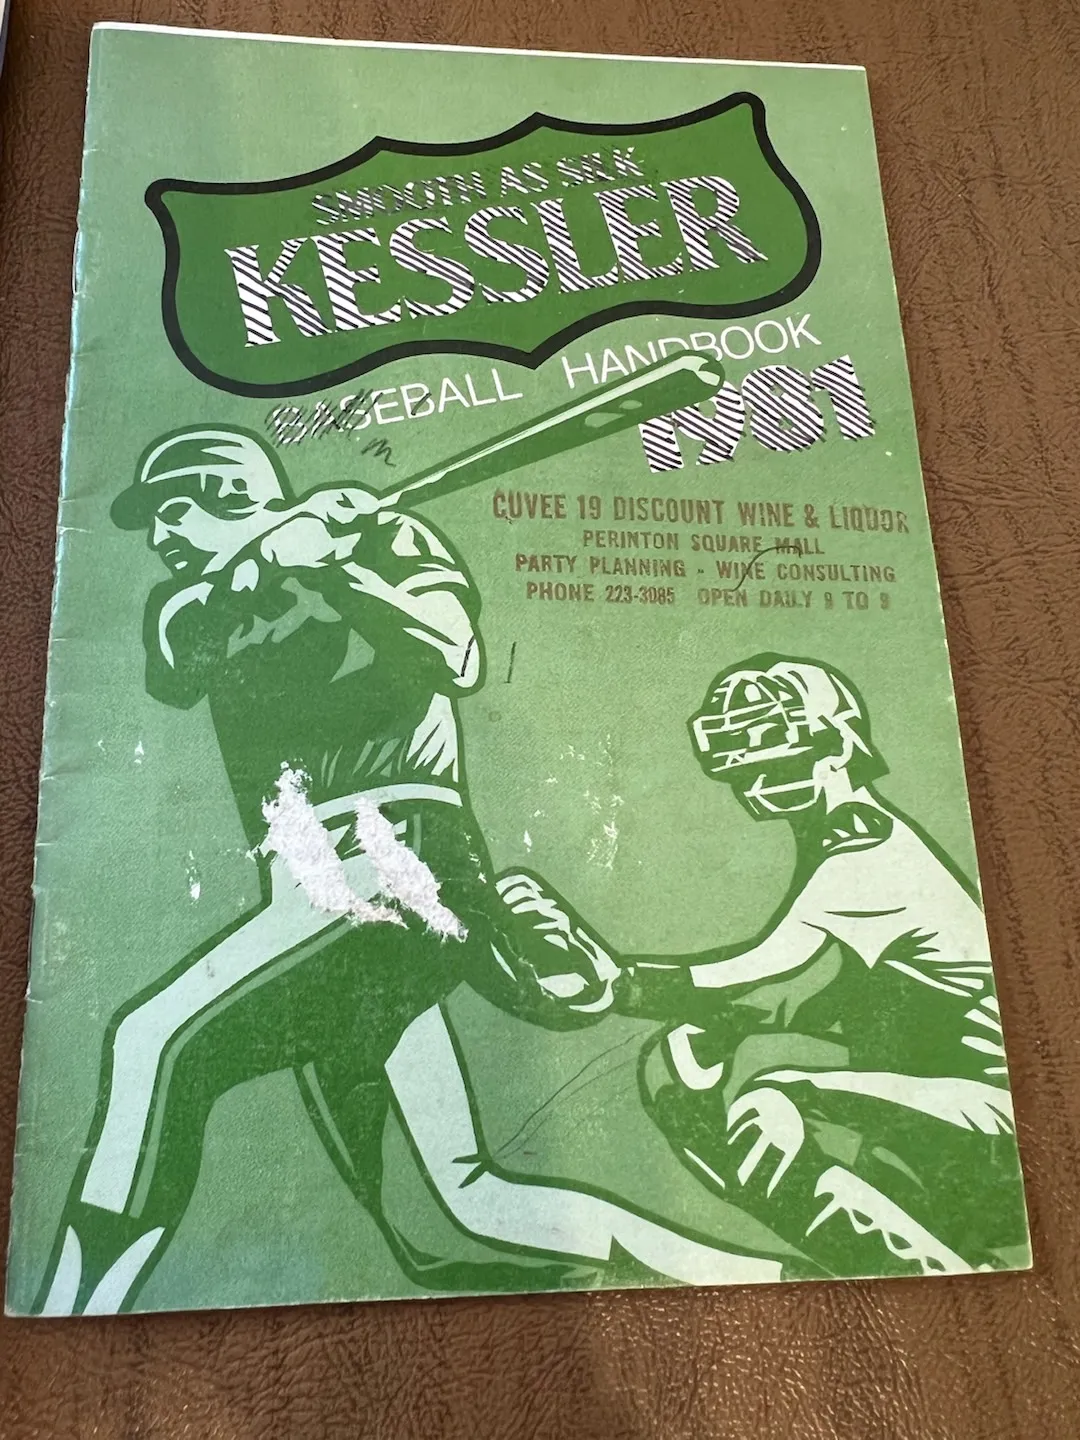 SMOOTH AS SILK
KESSLER
BASEBALL HANDBOOK
1981
CUVEE 19 DISCOUNT WINE & LIQUOR
PERINTON SQUARE MALL
PARTY PLANNING - WINE CONSULTING
PHONE 223-3085 OPEN DAILY 9 TO 9